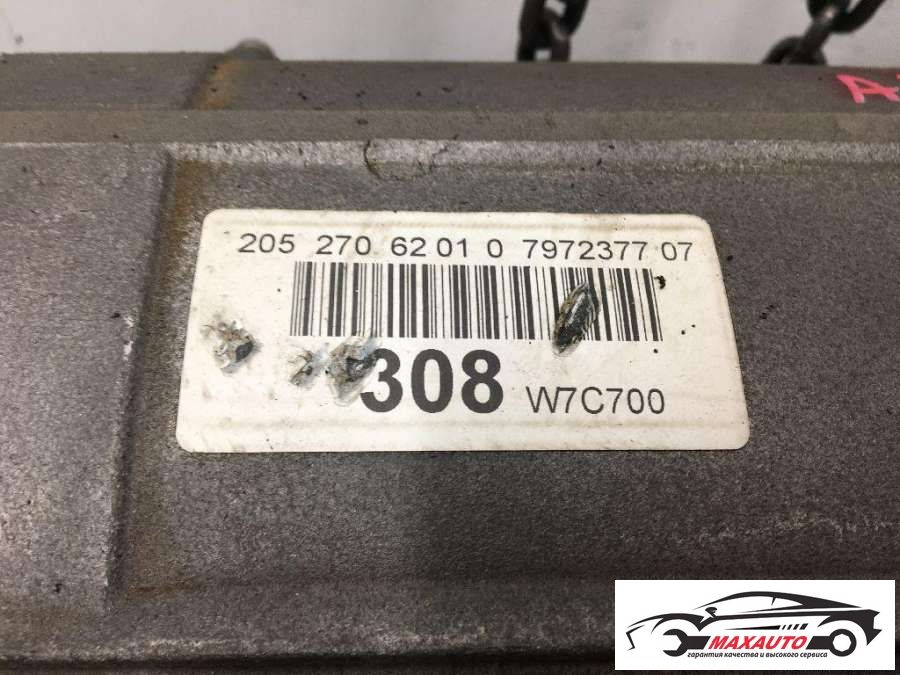 205 270 62 01 0 7972377 07
308 W7C700
MAXAUTO
гарантия качества и высокого сервиса